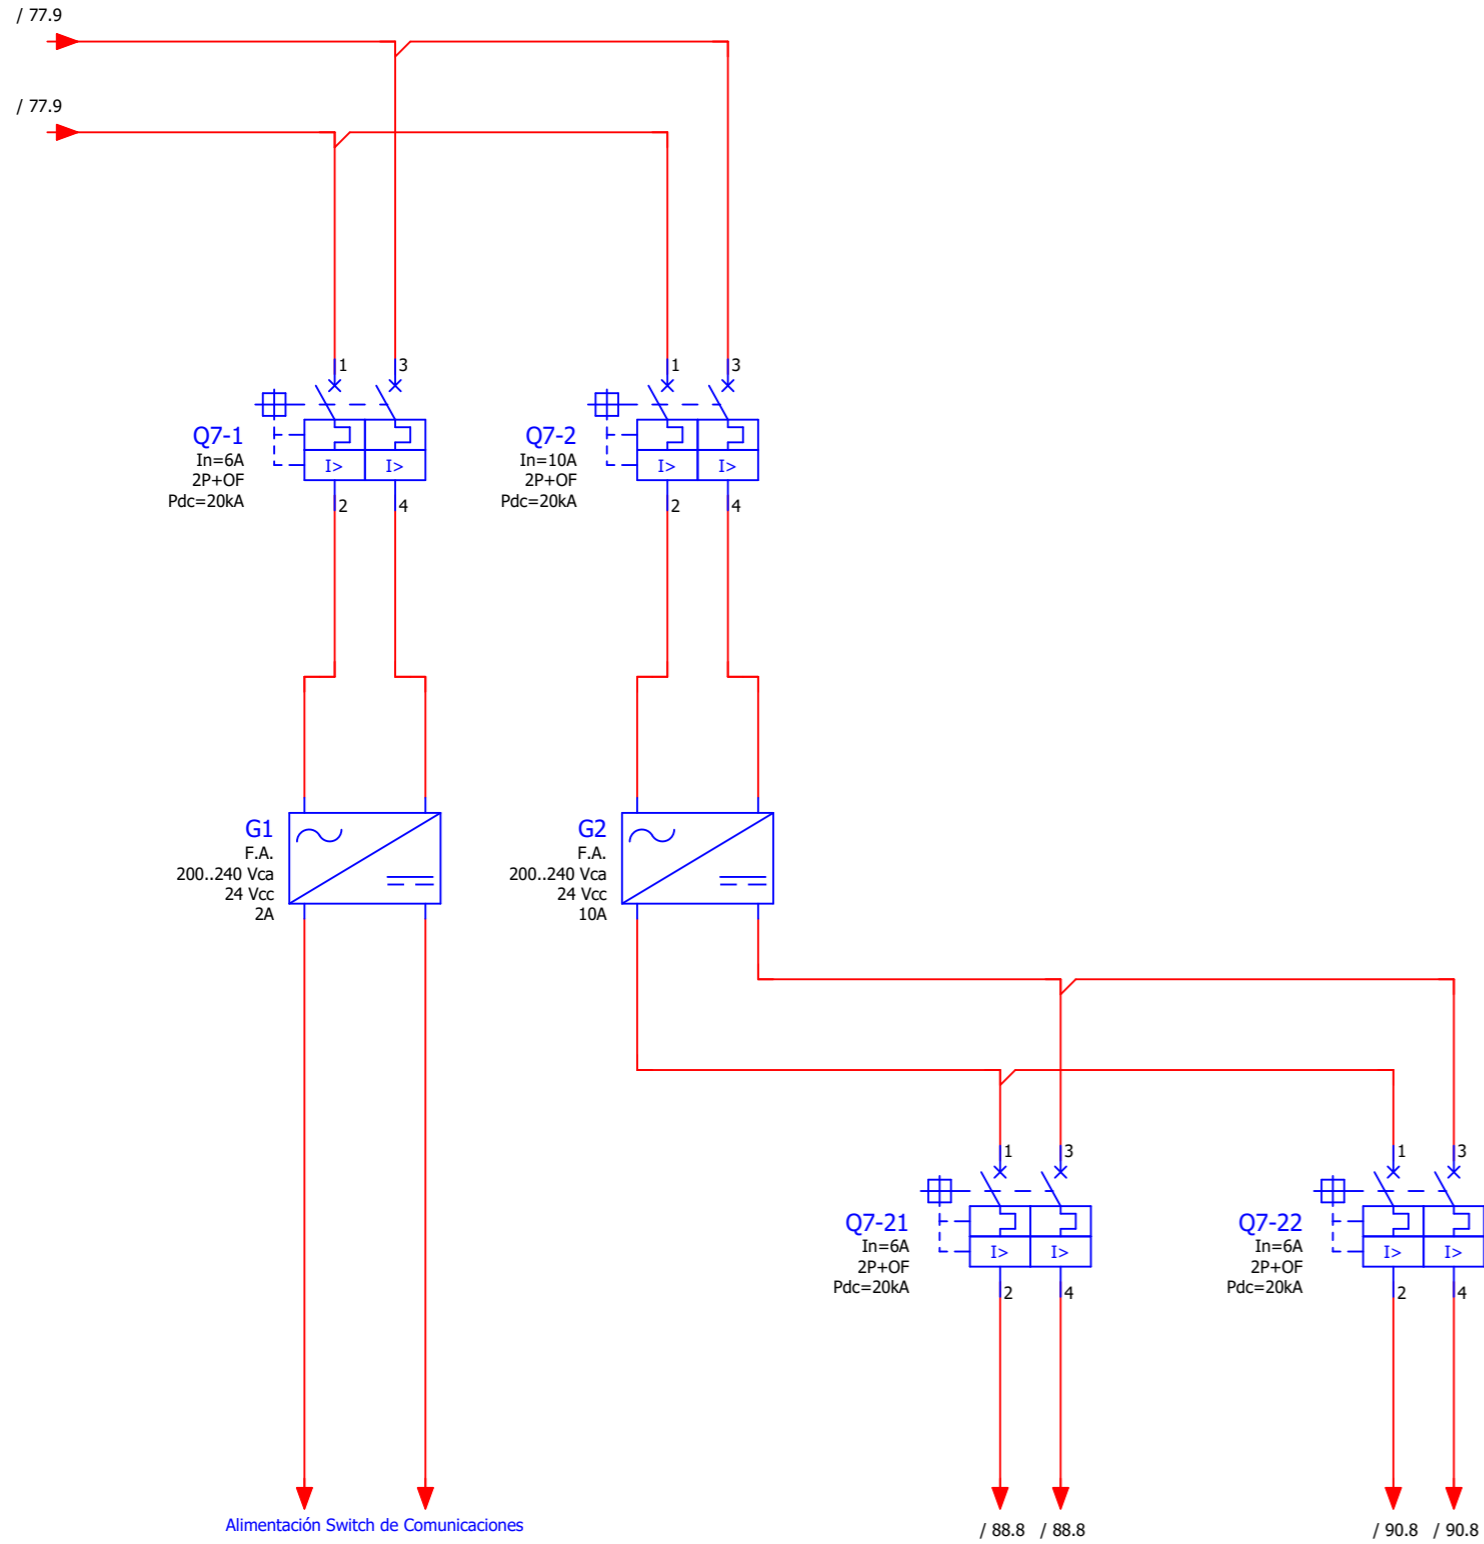 / 77.9
/ 77.9
1
3
Q7-1
In=6A
2P+OF
Pdc=20kA
I>
I>
2
4
1
3
Q7-2
In=10A
2P+OF
Pdc=20kA
I>
I>
2
4
G1
F.A.
200..240 Vca
24 Vcc
2A
G2
F.A.
200..240 Vca
24 Vcc
10A
1
3
Q7-21
In=6A
2P+OF
Pdc=20kA
I>
I>
2
4
1
3
Q7-22
In=6A
2P+OF
Pdc=20kA
I>
I>
2
4
Alimentación Switch de Comunicaciones
/ 88.8
/ 88.8
/ 90.8
/ 90.8